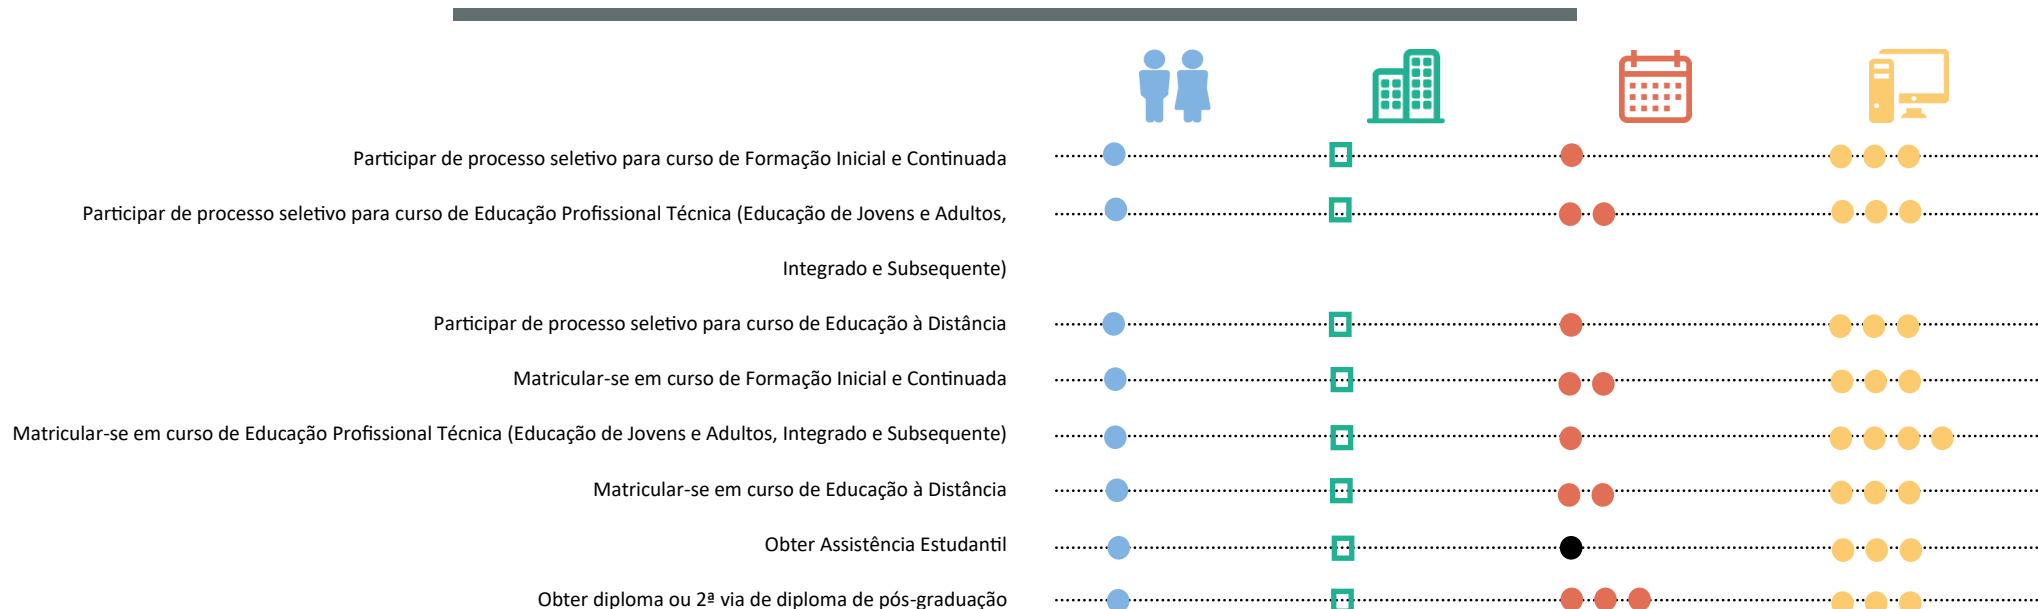 Participar de processo seletivo para curso de Formação Inicial e Continuada
Participar de processo seletivo para curso de Educação Profissional Técnica (Educação de Jovens e Adultos,
Integrado e Subsequente)
Participar de processo seletivo para curso de Educação à Distância
Matricular-se em curso de Formação Inicial e Continuada
Matricular-se em curso de Educação Profissional Técnica (Educação de Jovens e Adultos, Integrado e Subsequente)
Matricular-se em curso de Educação à Distância
Obter Assistência Estudantil
Obter diploma ou 2ª via de diploma de pós-graduação